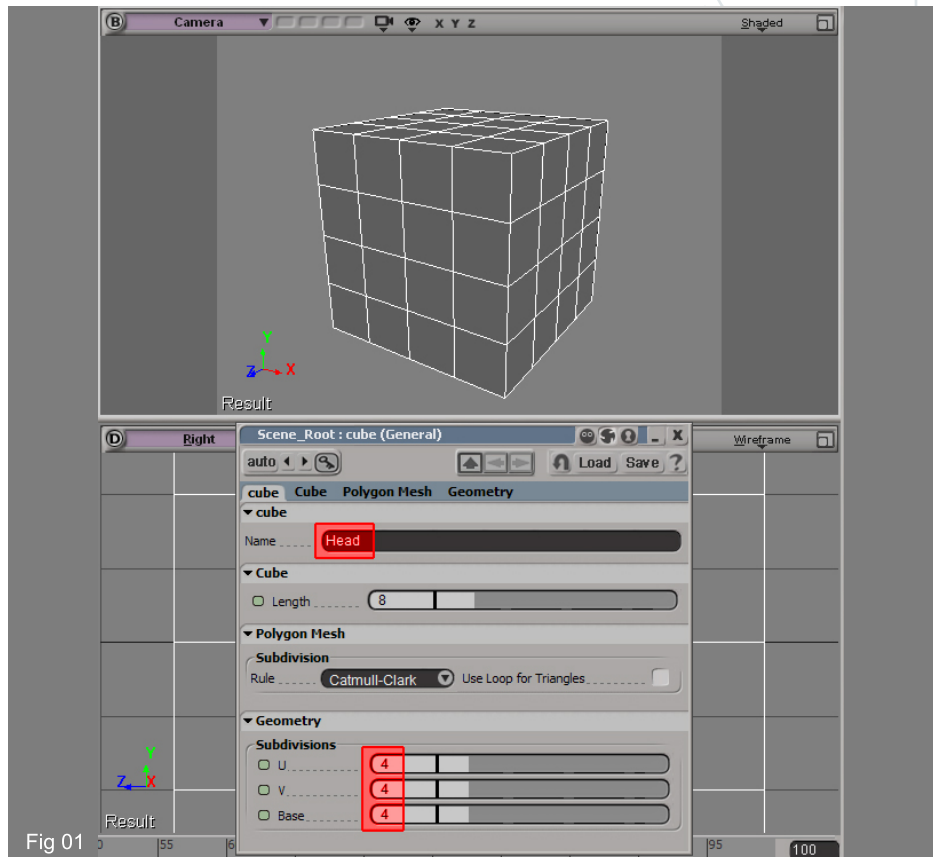 B Camera X Y Z Shaded
Y
Z X
Result
D Right Wireframe
Scene_Root : cube (General) X
auto Load Save ?
cube Cube Polygon Mesh Geometry
cube
Name Head
Cube
Length 8
Polygon Mesh
Subdivision
Rule Catmull-Clark Use Loop for Triangles
Geometry
Subdivisions
U 4
V 4
Base 4
Y
Z X
Result
Fig 01
55 6 95 100